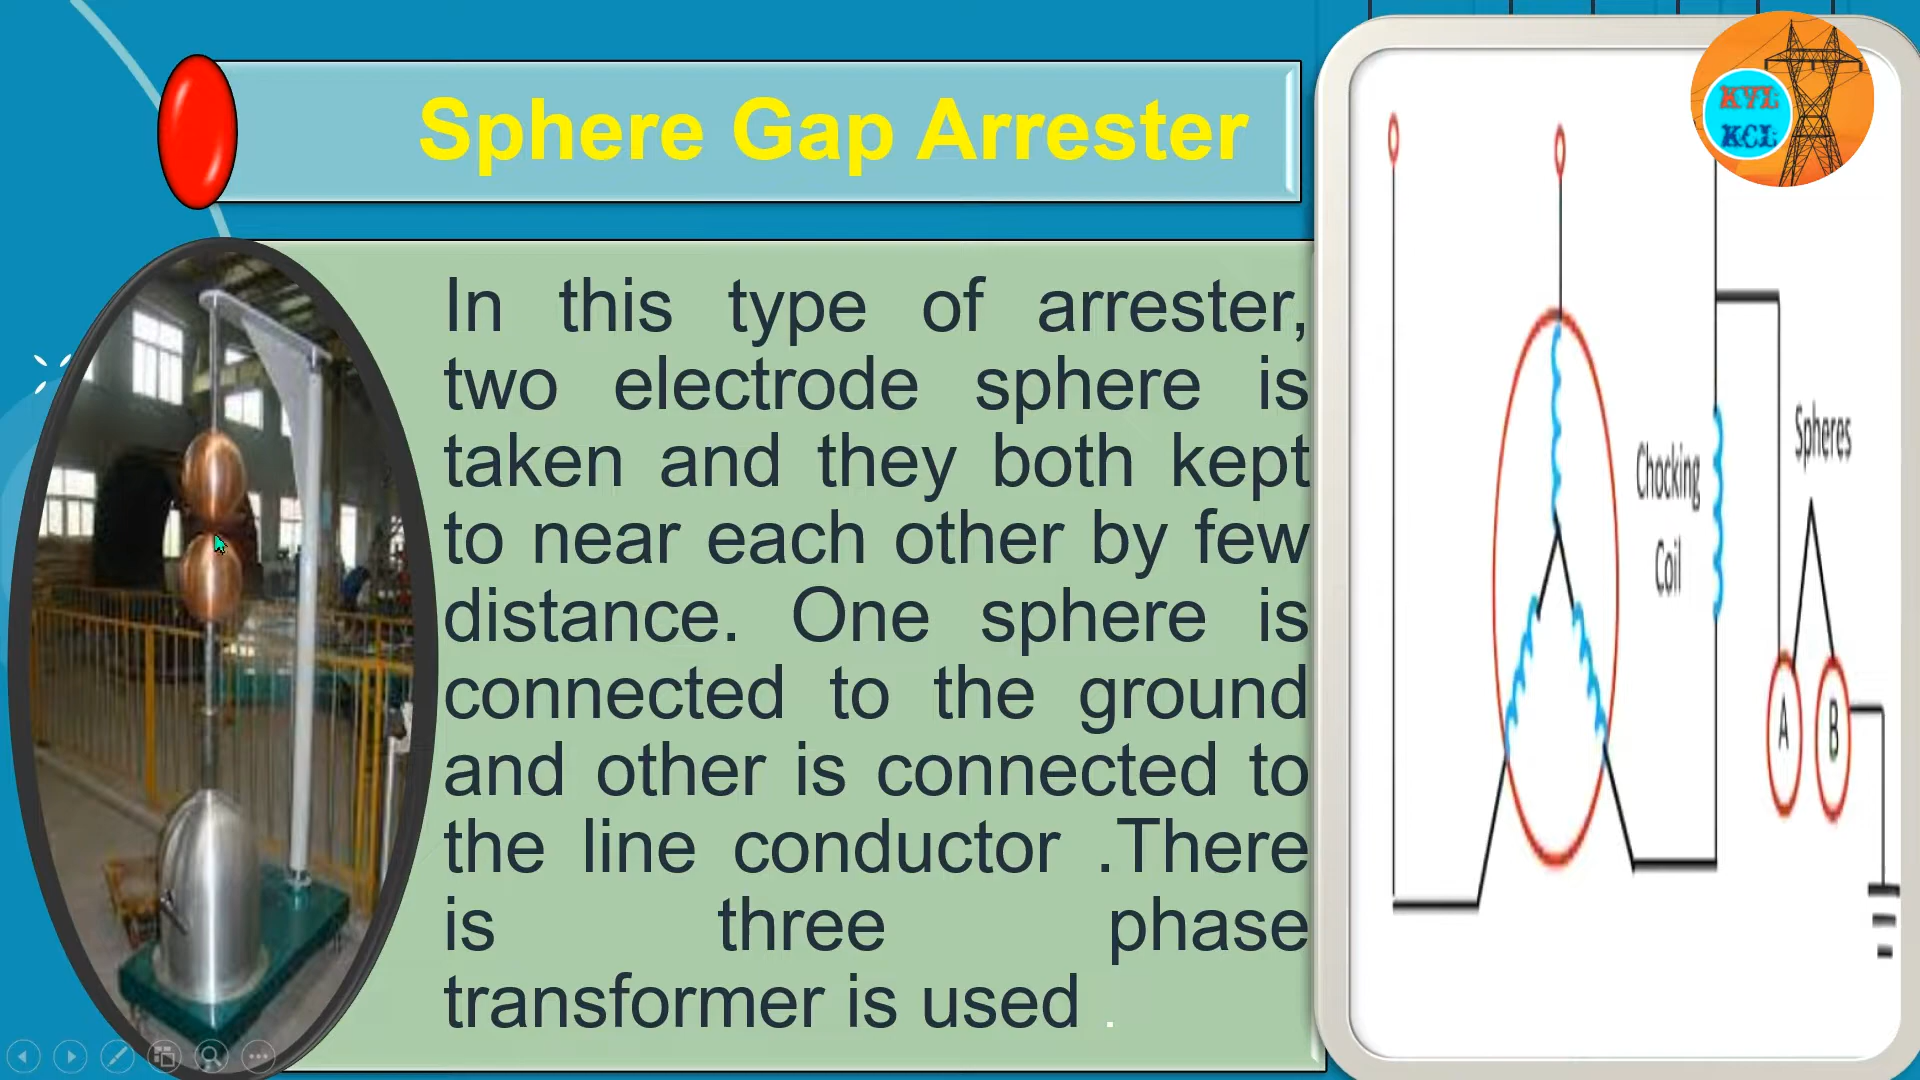 Sphere Gap Arrester
In this type of arrester,
two electrode sphere is
taken and they both kept
to near each other by few
distance. One sphere is
connected to the ground
and other is connected to
the line conductor .There
is three phase
transformer is used .
KVL
KCL
Chocking
Coil
Spheres
A
B